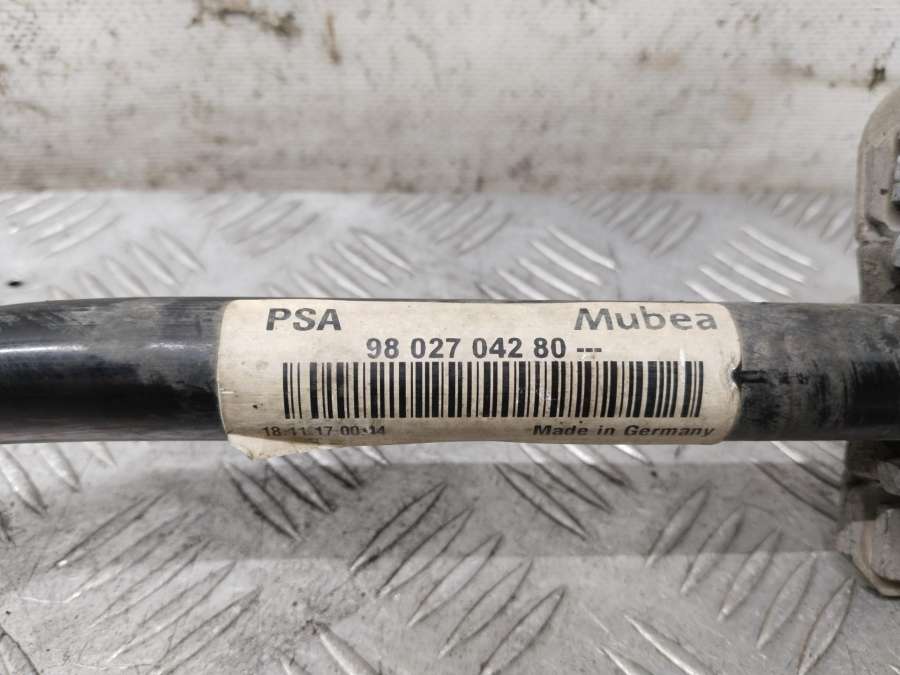 PSA Mubea
98 027 042 80 ---
18.11.17 00:14
Made in Germany